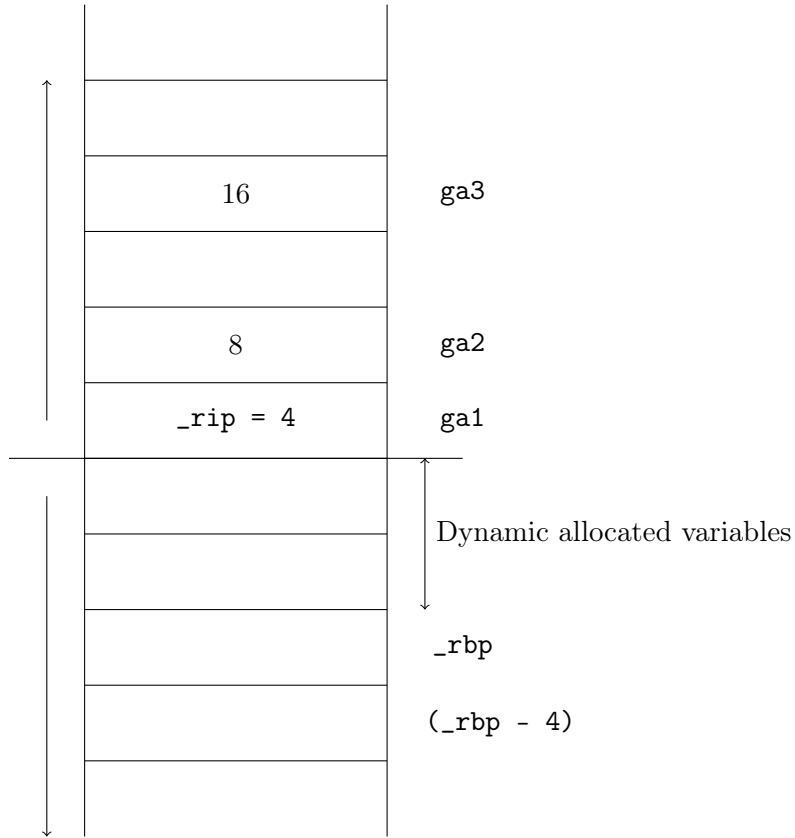 16 ga3
8 ga2
_rip = 4 ga1
Dynamic allocated variables
_rbp
(_rbp - 4)